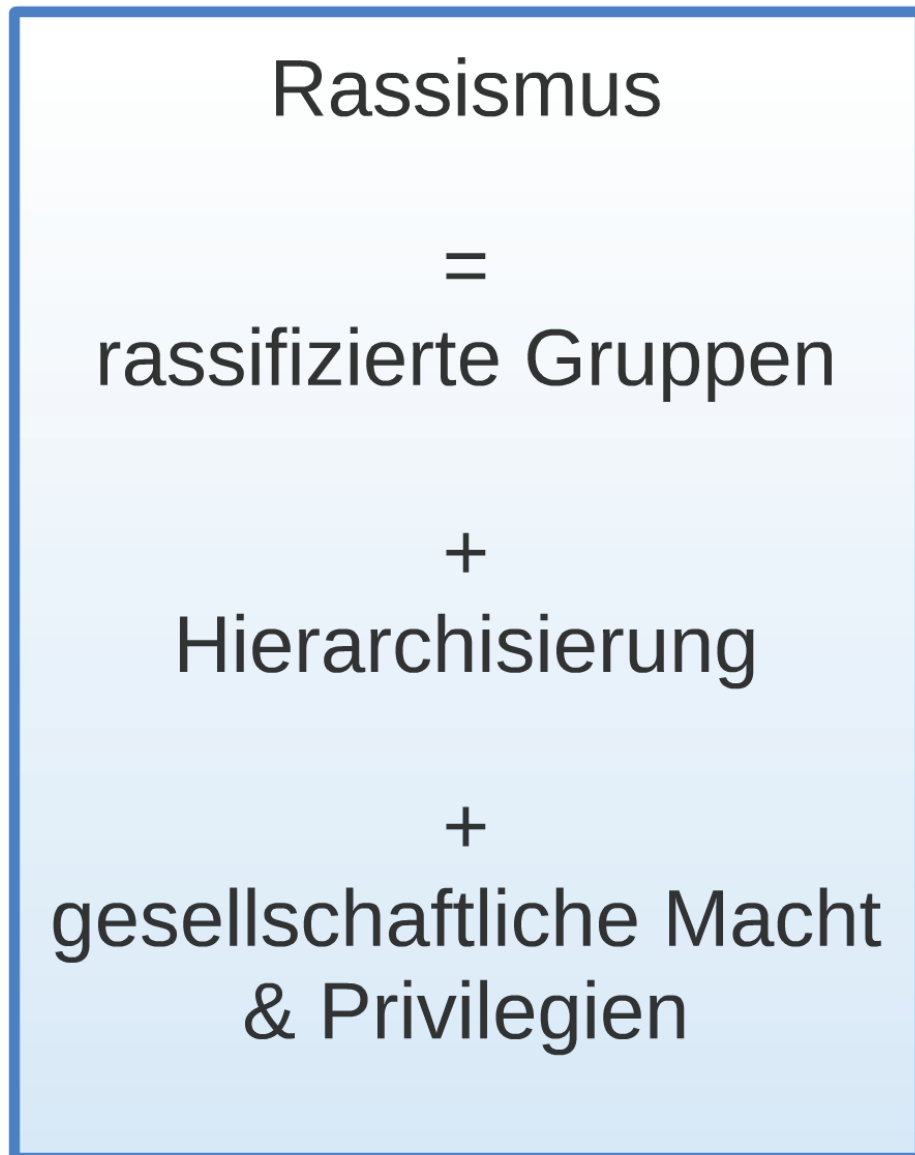 Rassismus
=
rassifizierte Gruppen
+
Hierarchisierung
+
gesellschaftliche Macht
& Privilegien